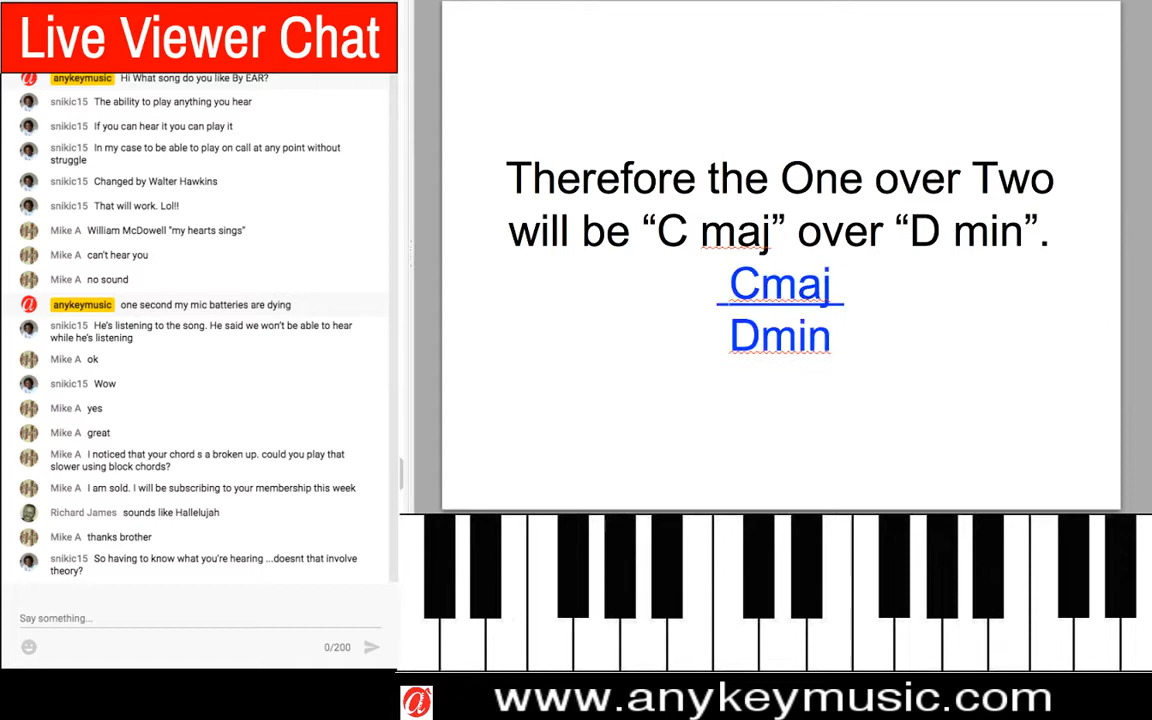 Live Viewer Chat
anykeymusic Hi What song do you like By EAR?
snikic15 The ability to play anything you hear
snikic15 If you can hear it you can play it
snikic15 In my case to be able to play on call at any point without
struggle
snikic15 Changed by Walter Hawkins
snikic15 That will work. Lol!!
Mike A William McDowell "my hearts sings"
Mike A can't hear you
Mike A no sound
anykeymusic one second my mic batteries are dying
snikic15 He's listening to the song. He said we won't be able to hear
while he's listening
Mike A ok
snikic15 Wow
Mike A yes
Mike A great
Mike A I noticed that your chord s a broken up. could you play that
slower using block chords?
Mike A I am sold. I will be subscribing to your membership this week
Richard James sounds like Hallelujah
Mike A thanks brother
snikic15 So having to know what you're hearing ...doesnt that involve
theory?
Say something...
0/200
Therefore the One over Two
will be “C maj” over “D min”.
Cmaj
Dmin
www.anykeymusic.com